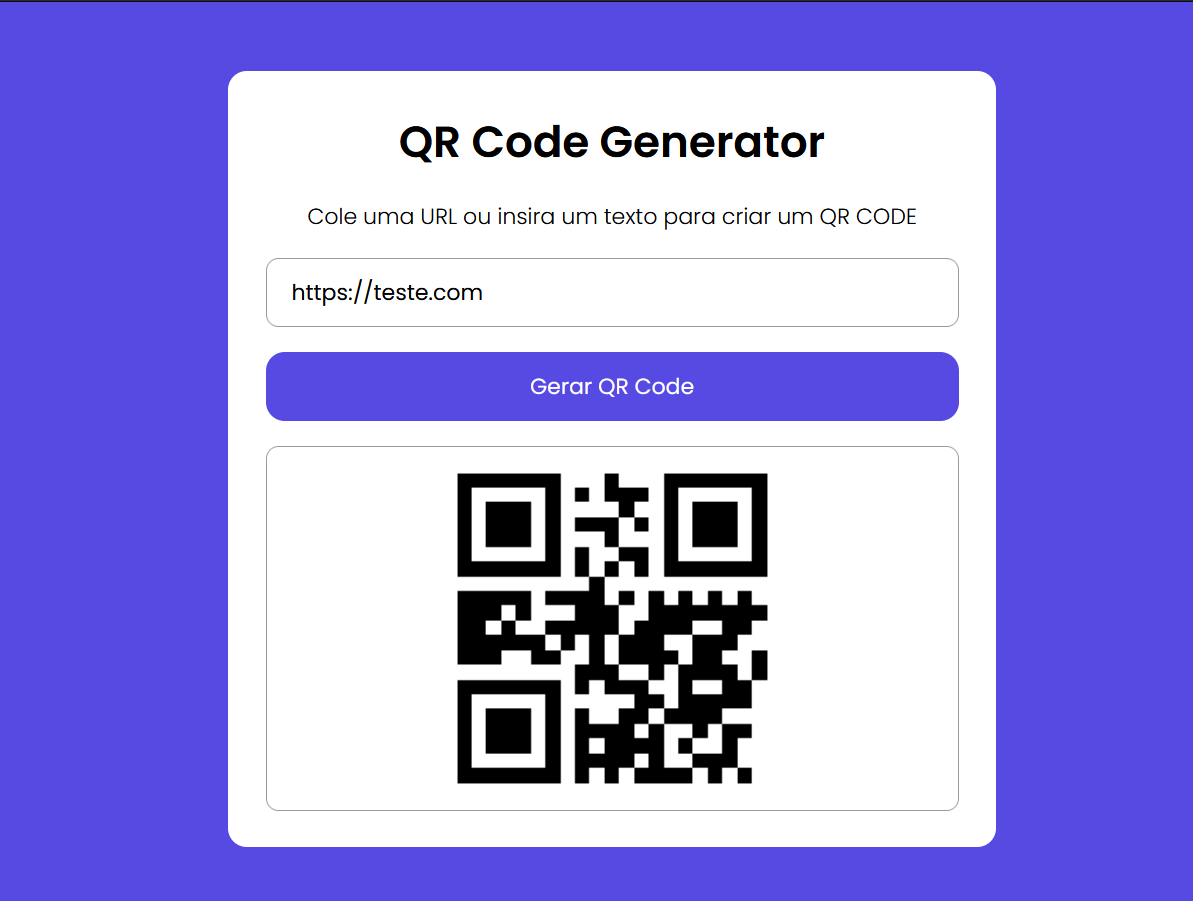 QR Code Generator
Cole uma URL ou insira um texto para criar um QR CODE
https://teste.com
Gerar QR Code